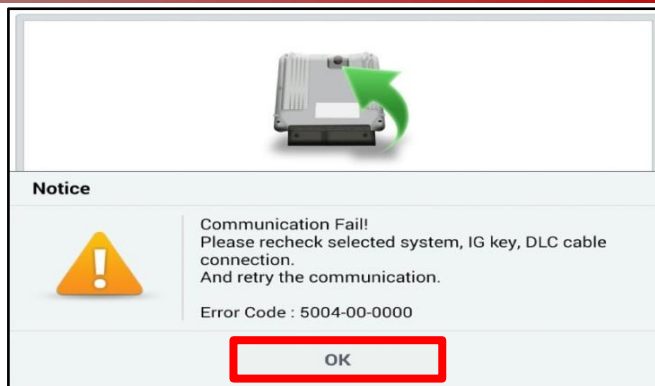 Notice
Communication Fail!
Please recheck selected system, IG key, DLC cable
connection.
And retry the communication.
Error Code : 5004-00-0000
OK